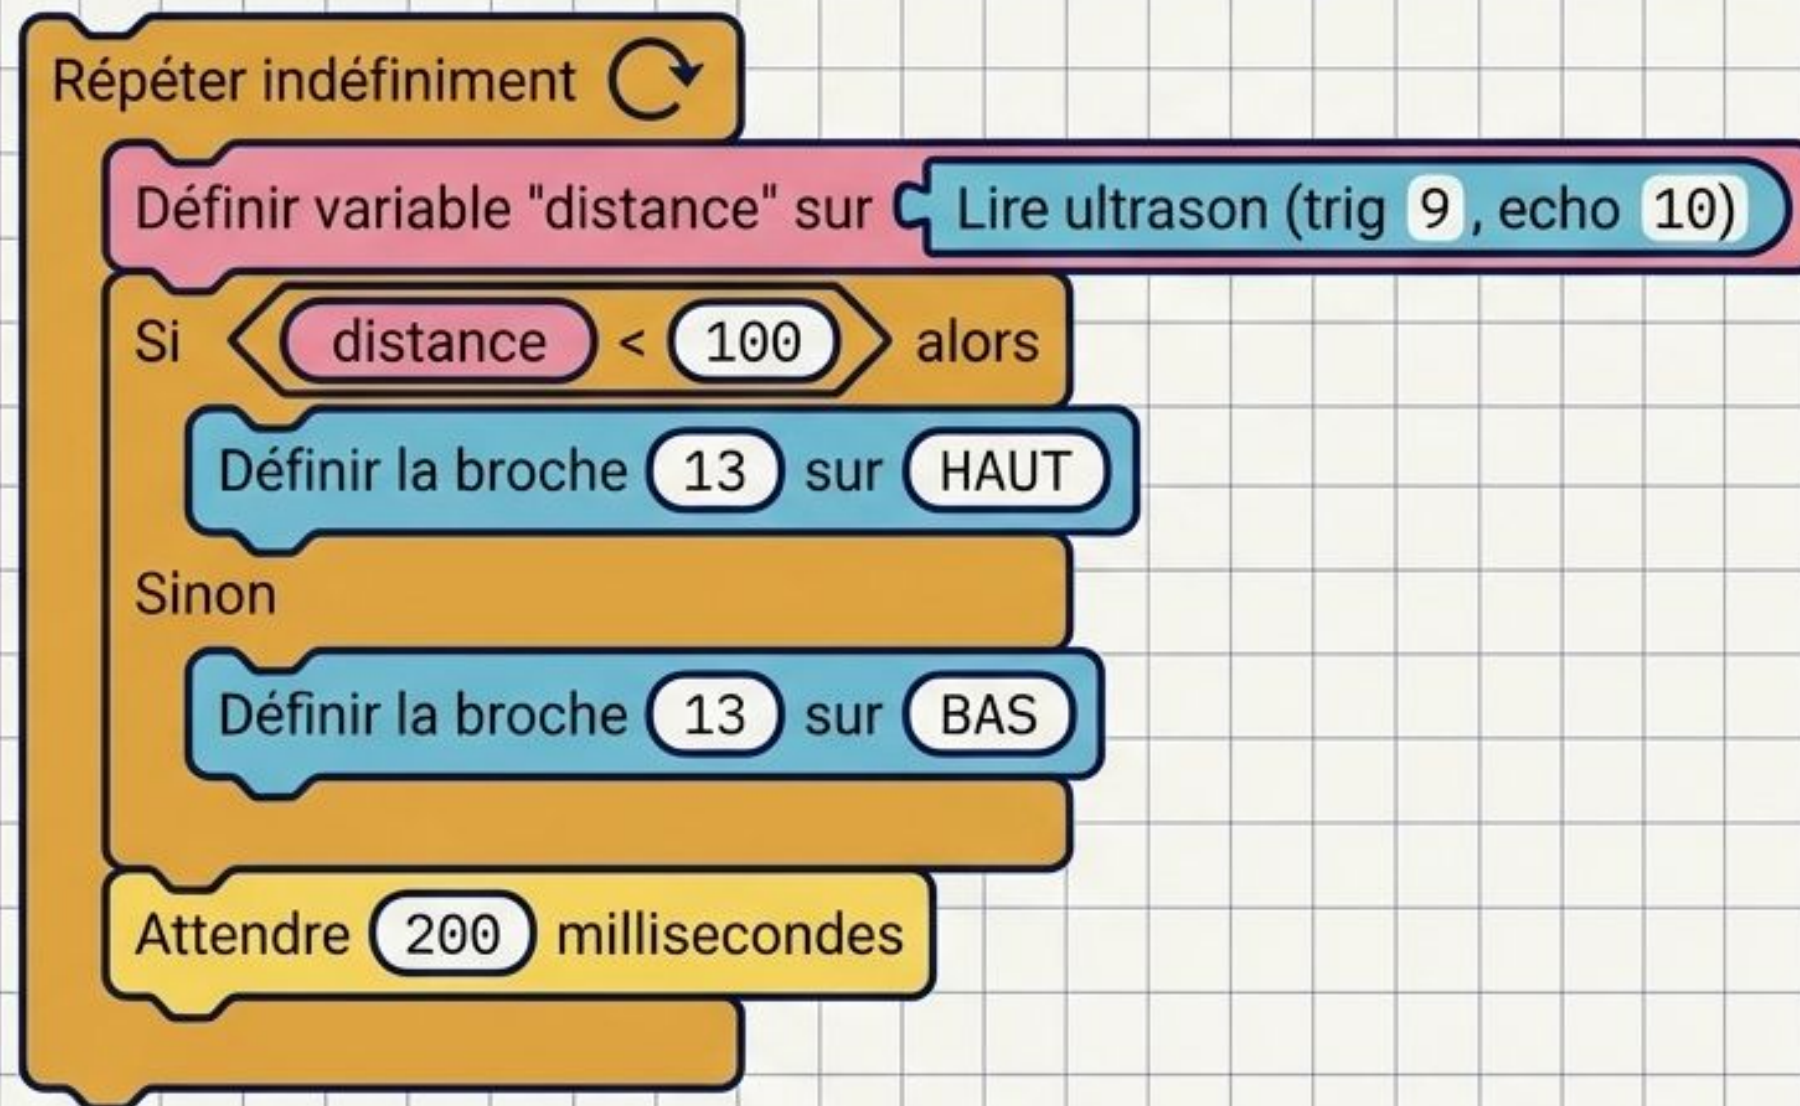 Répéter indéfiniment
Définir variable "distance" sur Lire ultrason (trig 9, echo 10)
Si distance < 100 alors
Définir la broche 13 sur HAUT
Sinon
Définir la broche 13 sur BAS
Attendre 200 millisecondes